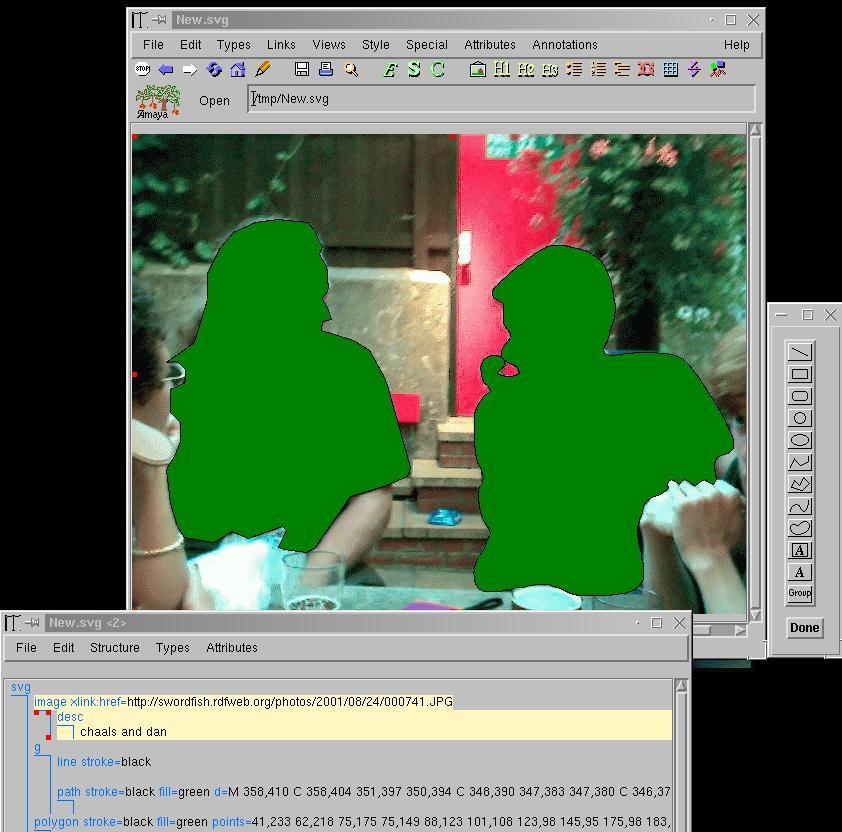 New.svg
File Edit Types Links Views Style Special Attributes Annotations Help
STOP E S C H1 H2 H3
Amaya Open /tmp/New.svg
A
A
Group
Done
New.svg <2>
File Edit Structure Types Attributes
svg
image xlink:href=http://swordfish.rdfweb.org/photos/2001/08/24/000741.JPG
desc
chaals and dan
g
line stroke=black
path stroke=black fill=green d=M 358,410 C 358,404 351,397 350,394 C 348,390 347,383 347,380 C 346,37
polygon stroke=black fill=green points=41,233 62,218 75,175 75,149 88,123 101,108 123,98 145,95 175,98 183,